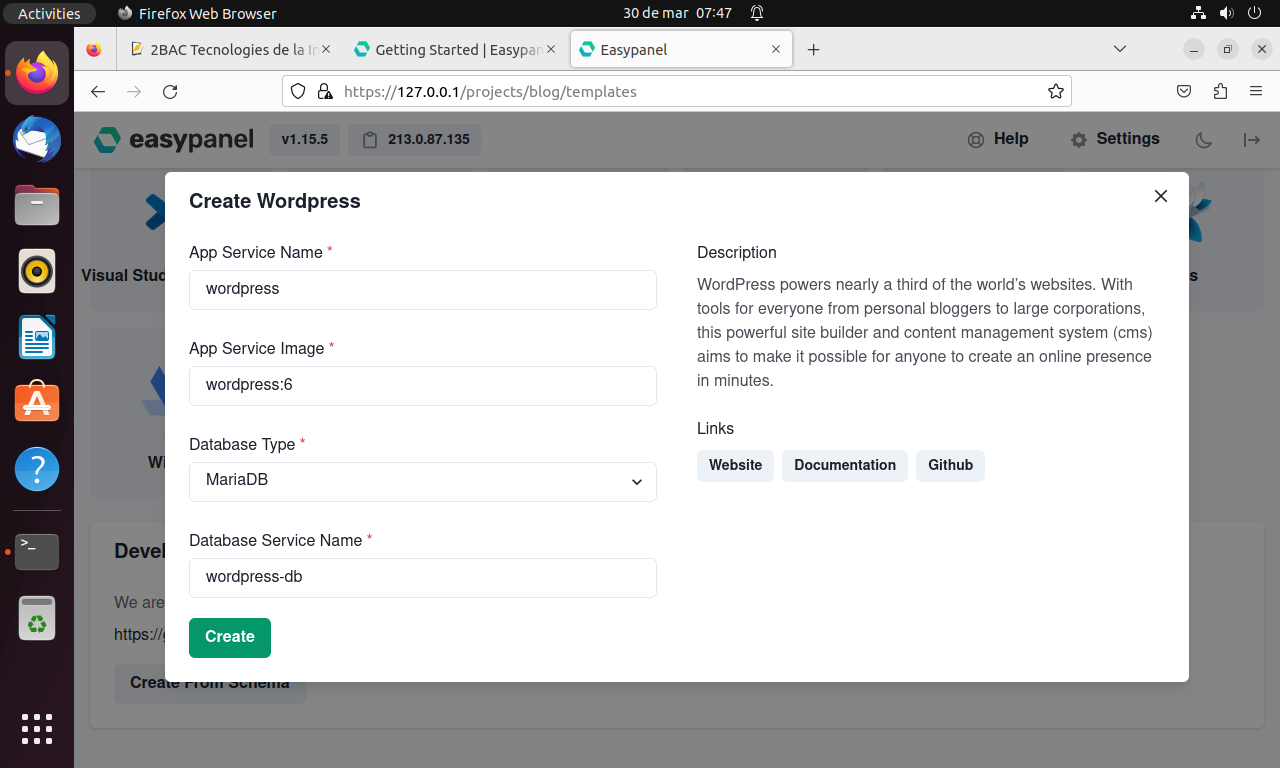 Activities
Firefox Web Browser
30 de mar 07:47
2BAC Tecnologies de la In
Getting Started | Easypan
Easypanel
https://127.0.0.1/projects/blog/templates
easypanel
v1.15.5
213.0.87.135
Help
Settings
Visual Stud
s
Create Wordpress
App Service Name *
wordpress
App Service Image *
wordpress:6
Database Type *
MariaDB
Database Service Name *
wordpress-db
Create
Description
WordPress powers nearly a third of the world’s websites. With
tools for everyone from personal bloggers to large corporations,
this powerful site builder and content management system (cms)
aims to make it possible for anyone to create an online presence
in minutes.
Links
Website
Documentation
Github
Wi
Devel
We are
https://g
Create From Schema